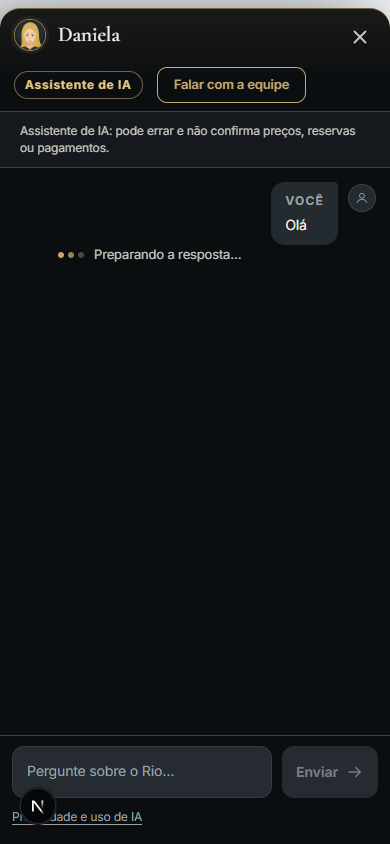 Daniela
Assistente de IA
Falar com a equipe
Assistente de IA: pode errar e não confirma preços, reservas
ou pagamentos.
VOCÊ
Olá
Preparando a resposta...
Pergunte sobre o Rio...
Enviar
N
e uso de IA